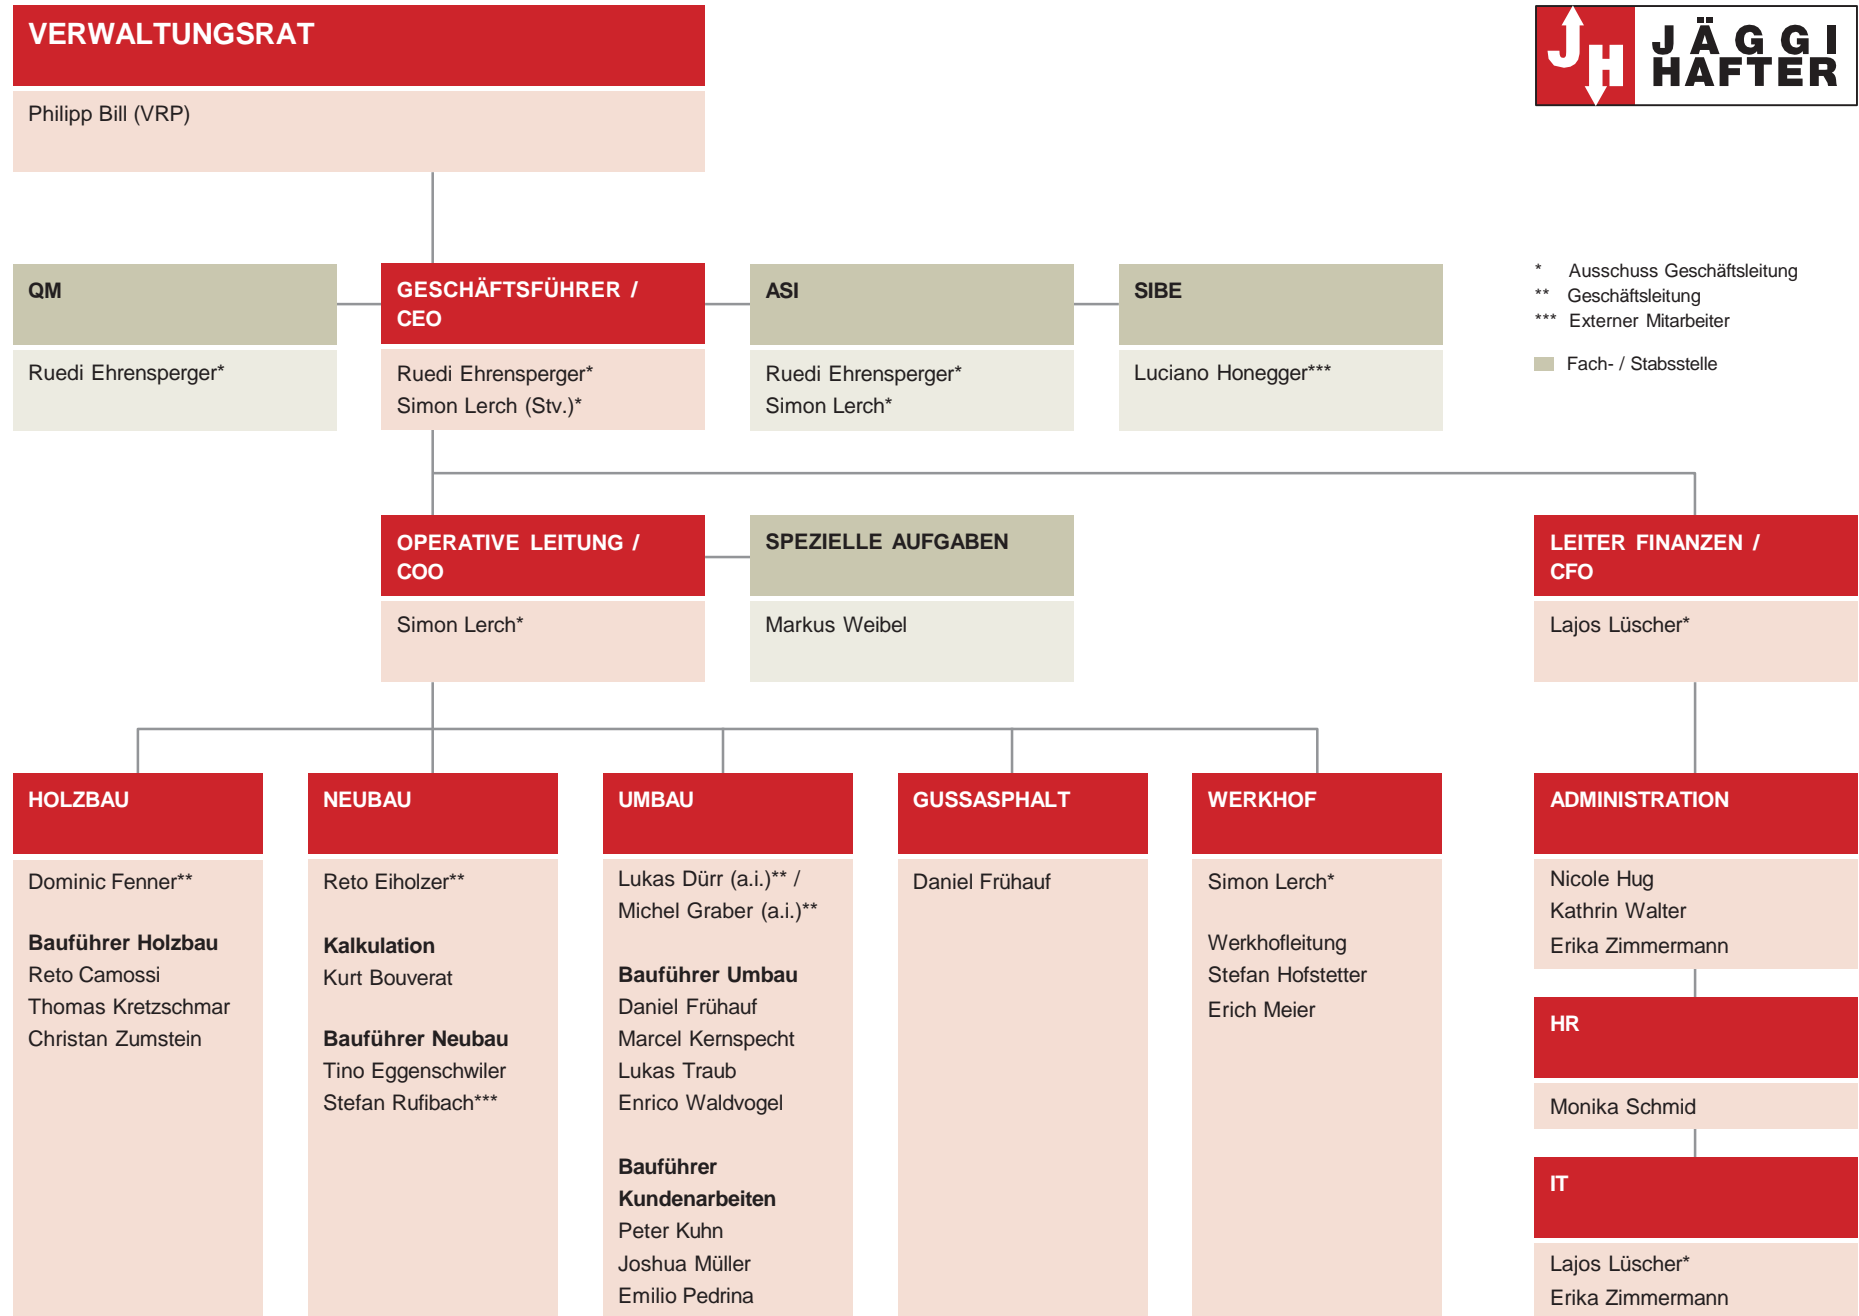 VERWALTUNGSRAT
Philipp Bill (VRP)
JH
JÄGGI
HAFTER
QM
Ruedi Ehrensperger*
GESCHÄFTSFÜHRER /
CEO
Ruedi Ehrensperger*
Simon Lerch (Stv.)*
ASI
Ruedi Ehrensperger*
Simon Lerch*
SIBE
Luciano Honegger***
* Ausschuss Geschäftsleitung
** Geschäftsleitung
*** Externer Mitarbeiter
Fach- / Stabsstelle
OPERATIVE LEITUNG /
COO
Simon Lerch*
SPEZIELLE AUFGABEN
Markus Weibel
LEITER FINANZEN /
CFO
Lajos Lüscher*
HOLZBAU
Dominic Fenner**
Bauführer Holzbau
Reto Camossi
Thomas Kretzschmar
Christan Zumstein
NEUBAU
Reto Eiholzer**
Kalkulation
Kurt Bouverat
Bauführer Neubau
Tino Eggenschwiler
Stefan Rufibach***
UMBAU
Lukas Dürr (a.i.)** /
Michel Graber (a.i.)**
Bauführer Umbau
Daniel Frühauf
Marcel Kernspecht
Lukas Traub
Enrico Waldvogel
Bauführer
Kundenarbeiten
Peter Kuhn
Joshua Müller
Emilio Pedrina
GUSSASPHALT
Daniel Frühauf
WERKHOF
Simon Lerch*
Werkhofleitung
Stefan Hofstetter
Erich Meier
ADMINISTRATION
Nicole Hug
Kathrin Walter
Erika Zimmermann
HR
Monika Schmid
IT
Lajos Lüscher*
Erika Zimmermann